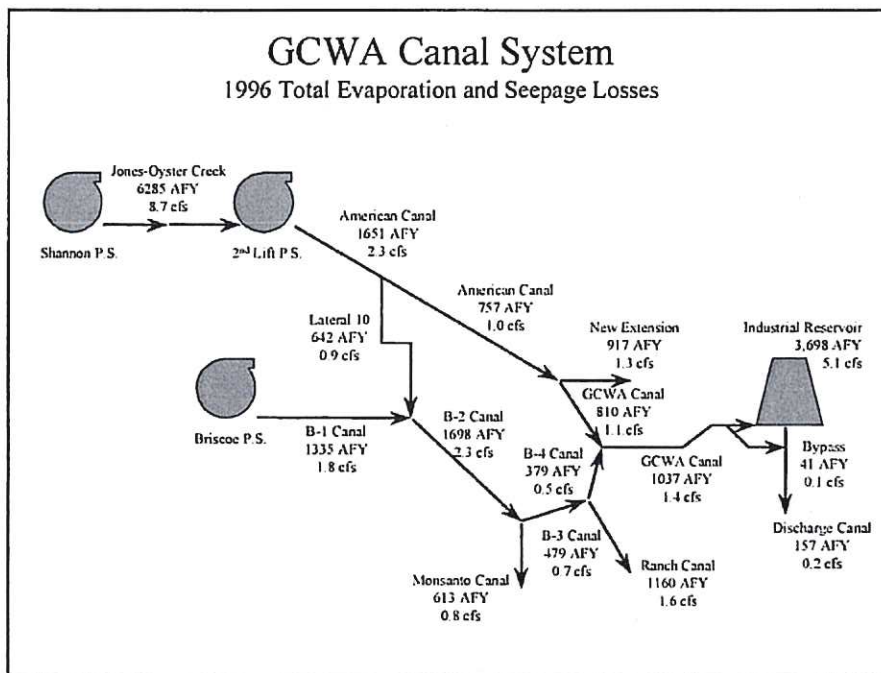 GCWA Canal System
1996 Total Evaporation and Seepage Losses
Jones-Oyster Creek
6285 AFY
8.7 cfs
Shannon P.S.
2nd Lift P.S.
American Canal
1651 AFY
2.3 cfs
American Canal
757 AFY
1.0 cfs
Lateral 10
642 AFY
0.9 cfs
New Extension
917 AFY
1.3 cfs
Industrial Reservoir
3,698 AFY
5.1 cfs
GCWA Canal
810 AFY
1.1 cfs
Briscoe P.S.
B-1 Canal
1335 AFY
1.8 cfs
B-2 Canal
1698 AFY
2.3 cfs
B-4 Canal
379 AFY
0.5 cfs
GCWA Canal
1037 AFY
1.4 cfs
Bypass
41 AFY
0.1 cfs
Discharge Canal
157 AFY
0.2 cfs
B-3 Canal
479 AFY
0.7 cfs
Ranch Canal
1160 AFY
1.6 cfs
Monsanto Canal
613 AFY
0.8 cfs